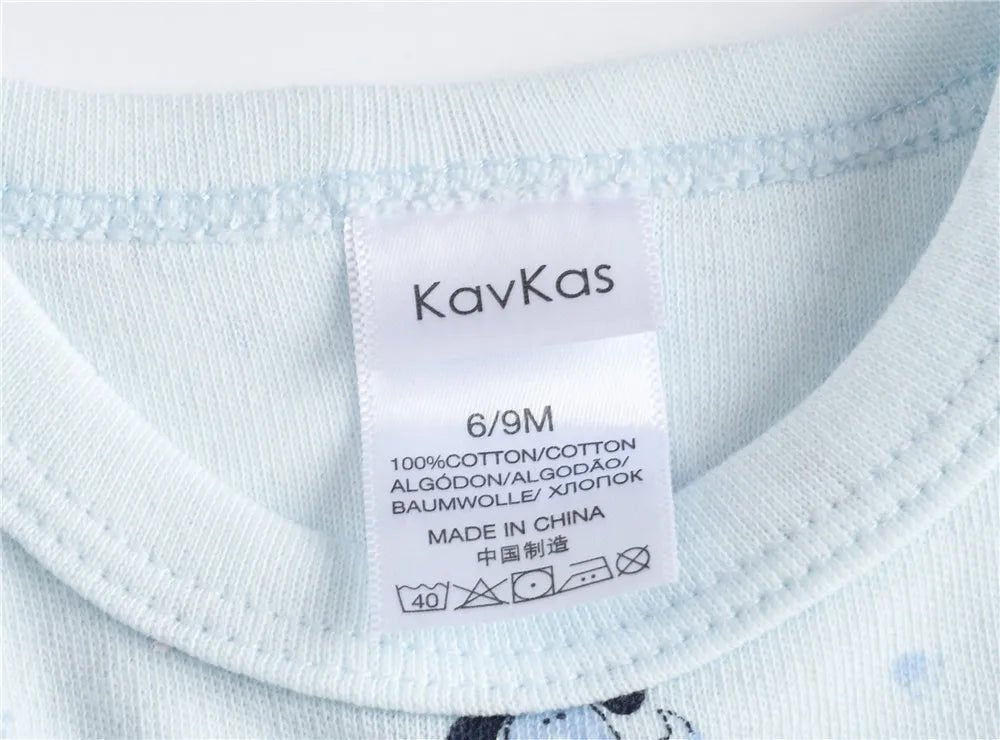 KavKas
6/9M
100%COTTON/COTTON
ALGÓDON/ALGODÃO/
BAUMWOLLE/ ХЛОПОК
MADE IN CHINA
中国制造
40